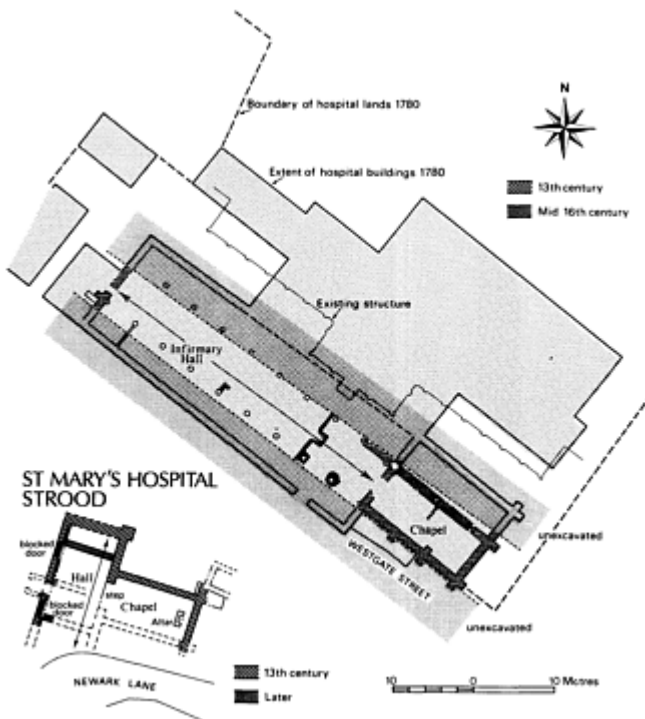 N
Boundary of hospital lands 1780
Extent of hospital buildings 1780
13th century
Mid 16th century
Existing structure
Infirmary
Hall
ST MARY'S HOSPITAL
STROOD
blocked
door
Hall
step
Chapel
Altar
blocked
door
NEWARK LANE
Chapel
WESTGATE STREET
unexcavated
unexcavated
13th century
Later
10 0 10 Metres